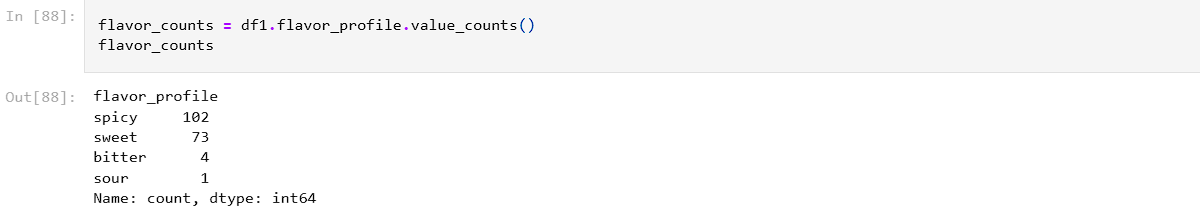 In [88]: flavor_counts = df1.flavor_profile.value_counts()
flavor_counts
Out[88]: flavor_profile
spicy     102
sweet      73
bitter      4
sour        1
Name: count, dtype: int64